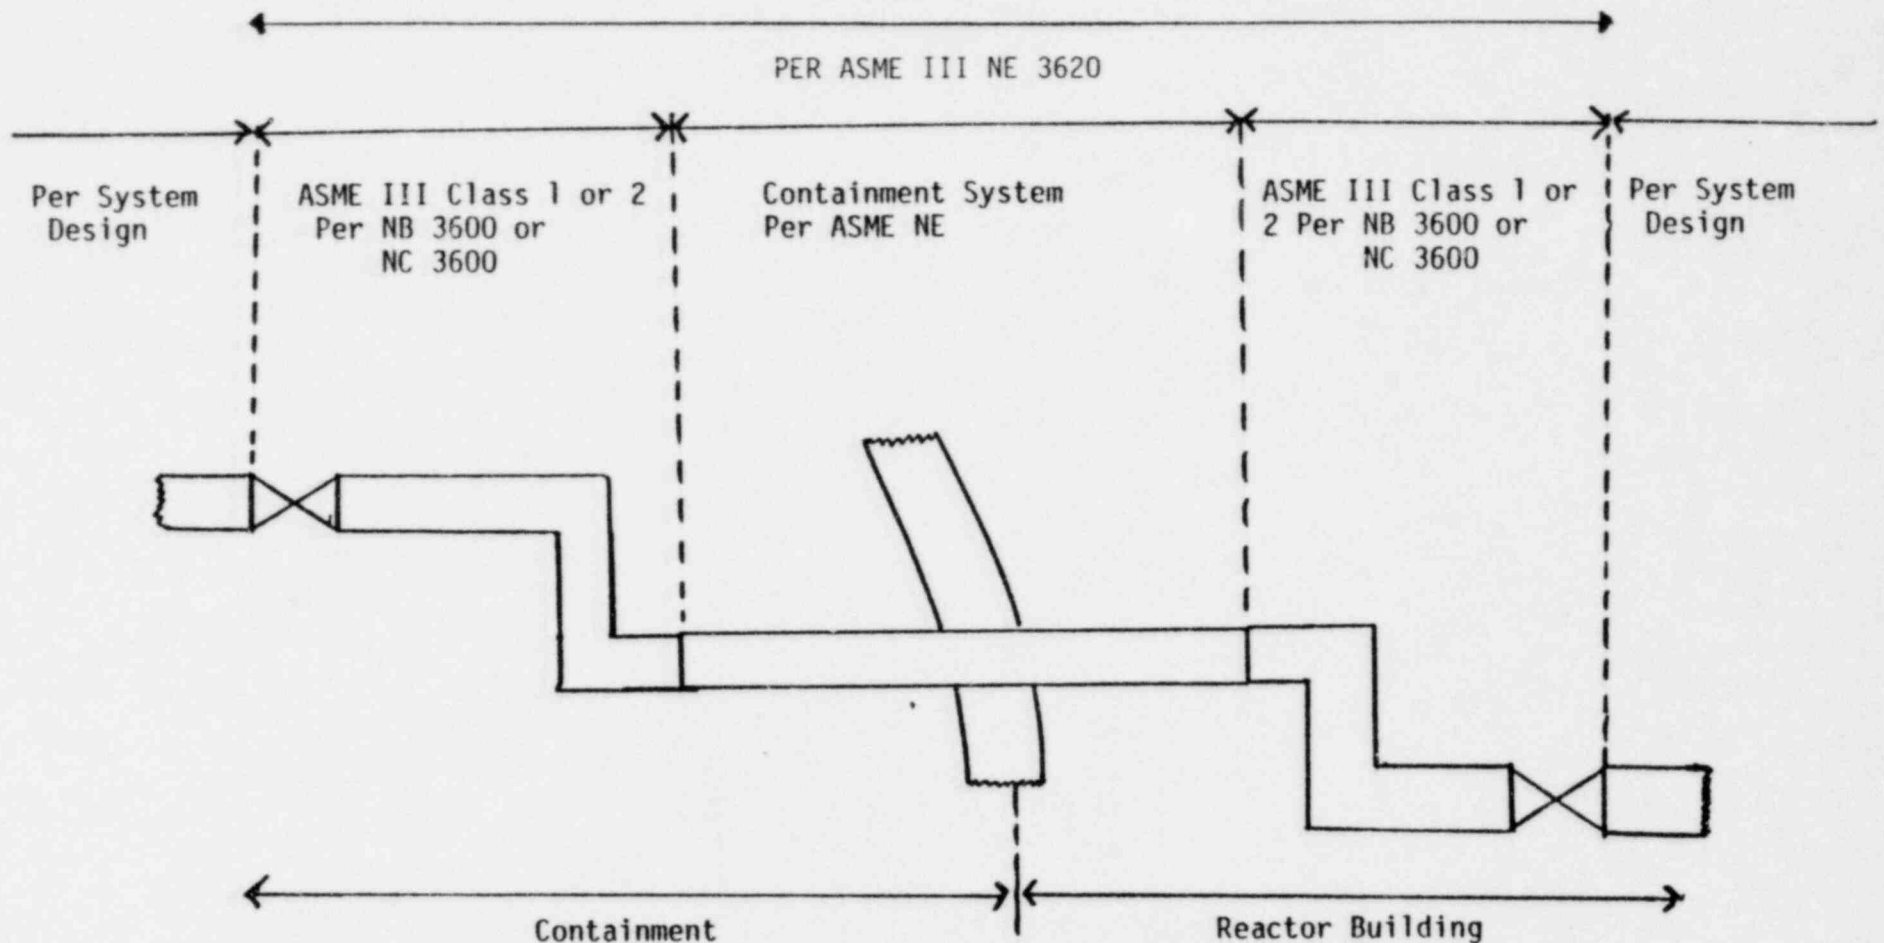 PER ASME III NE 3620
Per System
Design
ASME III Class 1 or 2
Per NB 3600 or
NC 3600
Containment System
Per ASME NE
ASME III Class 1 or
2 Per NB 3600 or
NC 3600
Per System
Design
Containment
Reactor Building